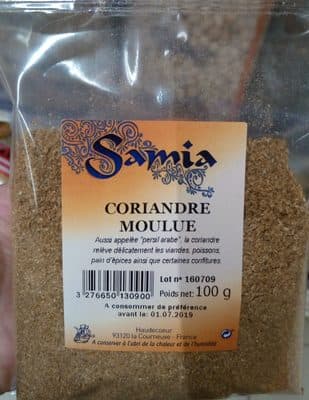 Samia
CORIANDRE
MOULUE
Aussi appelée "persil arabe", la coriandre
relève délicatement les viandes, poissons,
pain d'épices ainsi que certaines confitures.
Lot n° 160709
3 276650 130900
Poids net: 100 g
A consommer de préférence
avant le: 01.07.2019
Haudecoeur
93120 la Courneuve - France
A conserver à l'abri de la chaleur et de l'humidité